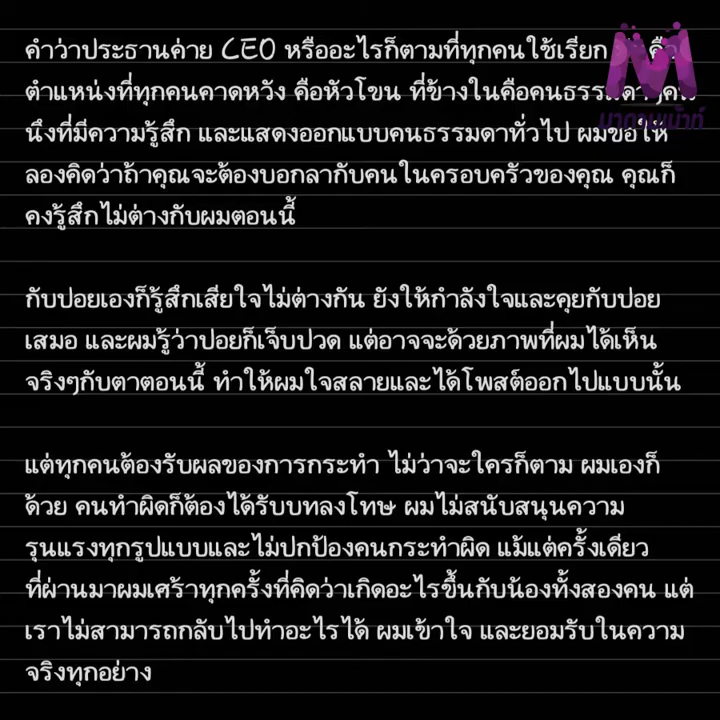 คำว่าประธานค่าย CEO หรืออะไรก็ตามที่ทุกคนใช้เรียก คือ
ตำแหน่งที่ทุกคนคาดหวัง คือหัวโขน ที่ข้างในคือคนธรรมดาๆคน
นึงที่มีความรู้สึก และแสดงออกแบบคนธรรมดาทั่วไป ผมขอให้
ลองคิดว่าถ้าคุณจะต้องบอกลากับคนในครอบครัวของคุณ คุณก็
คงรู้สึกไม่ต่างกับผมตอนนี้
กับปอยเองก็รู้สึกเสียใจไม่ต่างกัน ยังให้กำลังใจและคุยกับปอย
เสมอ และผมรู้ว่าปอยก็เจ็บปวด แต่อาจจะด้วยภาพที่ผมได้เห็น
จริงๆกับตาตอนนี้ ทำให้ผมใจสลายและได้โพสต์ออกไปแบบนั้น
แต่ทุกคนต้องรับผลของการกระทำ ไม่ว่าจะใครก็ตาม ผมเองก็
ด้วย คนทำผิดก็ต้องได้รับบทลงโทษ ผมไม่สนับสนุนความ
รุนแรงทุกรูปแบบและไม่ปกป้องคนกระทำผิด แม้แต่ครั้งเดียว
ที่ผ่านมาผมเศร้าทุกครั้งที่คิดว่าเกิดอะไรขึ้นกับน้องทั้งสองคน แต่
เราไม่สามารถกลับไปทำอะไรได้ ผมเข้าใจ และยอมรับในความ
จริงทุกอย่าง
M
มาดามเม้าท์